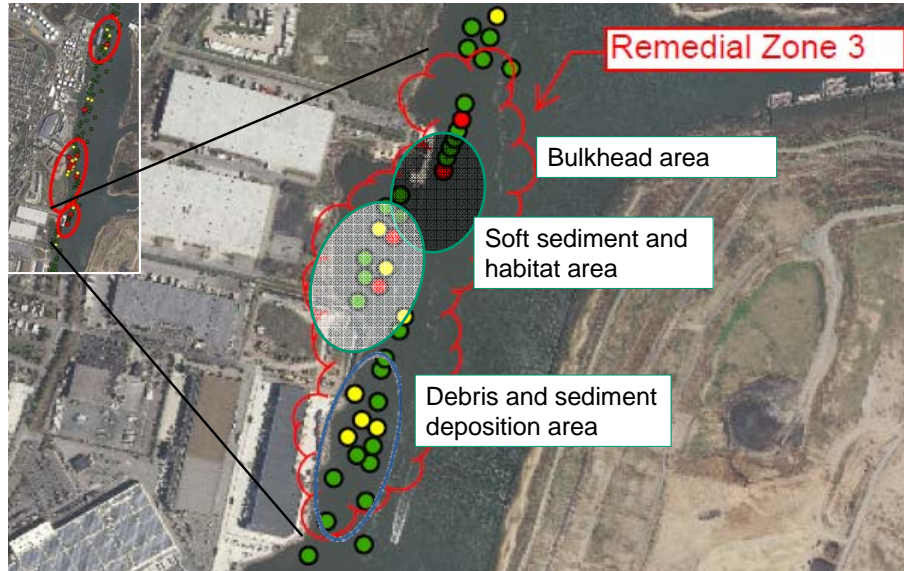 Remedial Zone 3
Bulkhead area
Soft sediment and
habitat area
Debris and sediment
deposition area